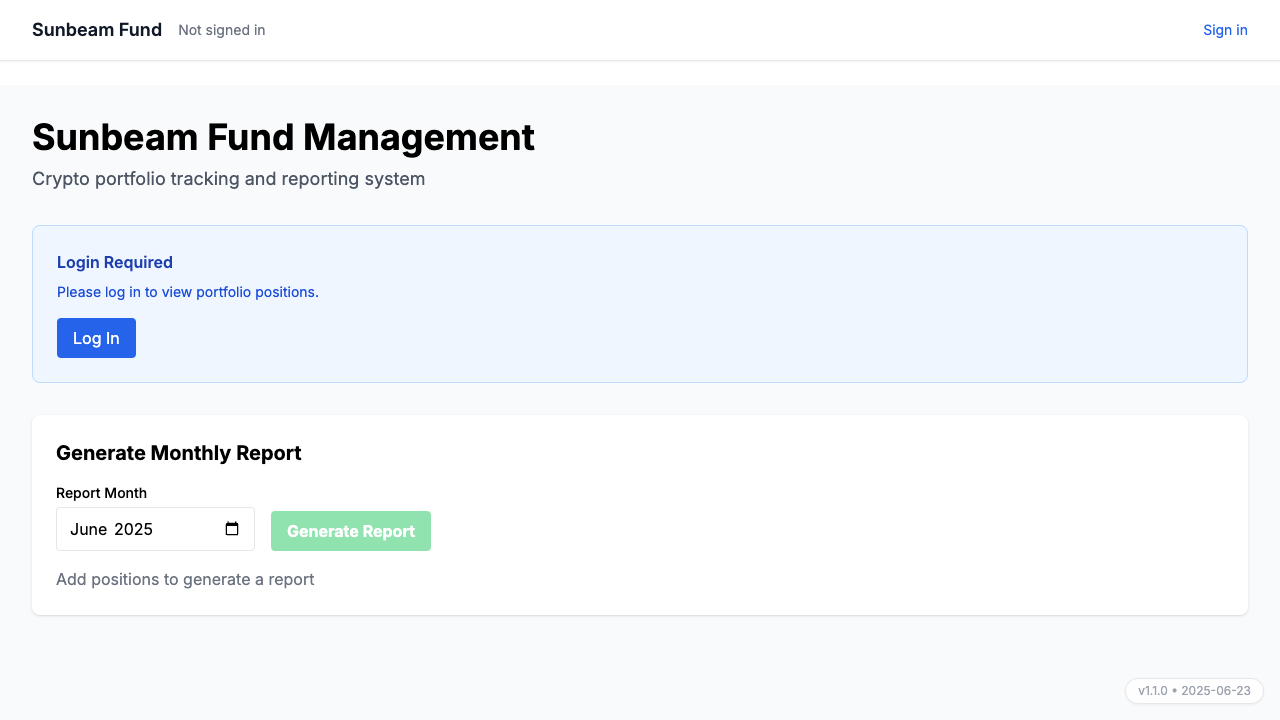 Sunbeam Fund Not signed in Sign in
Sunbeam Fund Management
Crypto portfolio tracking and reporting system
Login Required
Please log in to view portfolio positions.
Log In
Generate Monthly Report
Report Month
June 2025
Generate Report
Add positions to generate a report
v1.1.0 • 2025-06-23